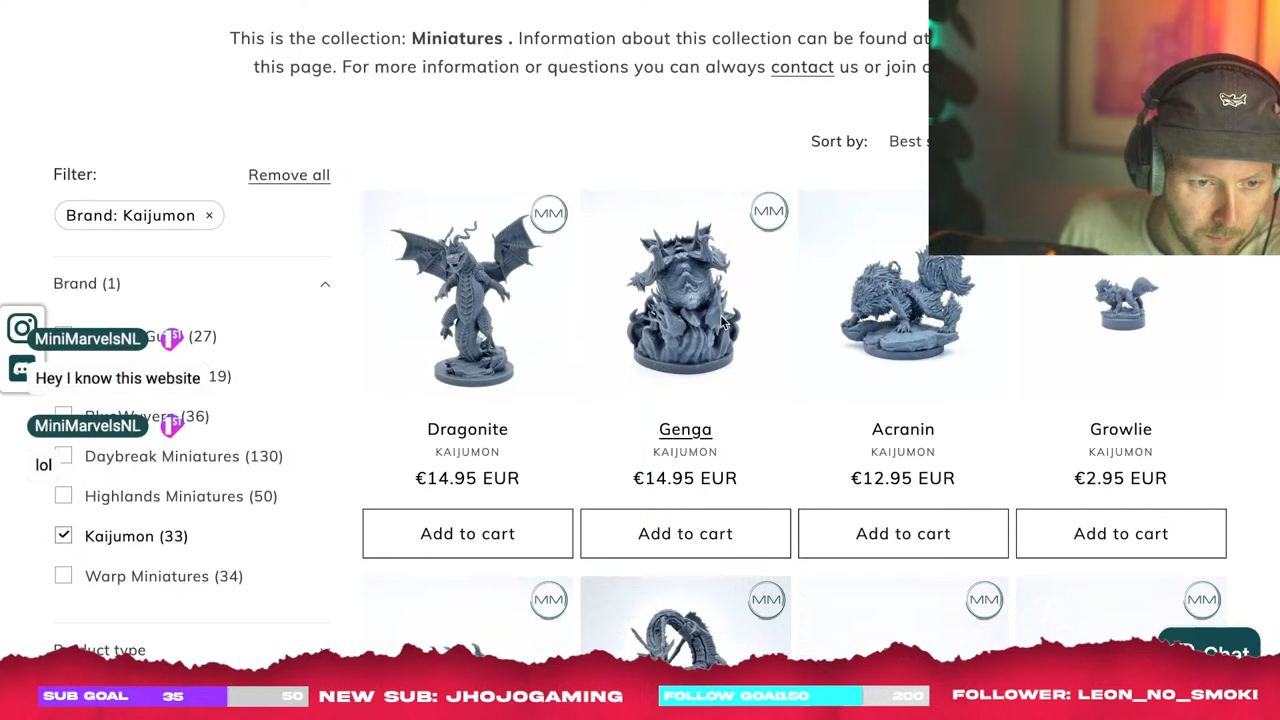 This is the collection: Miniatures . Information about this collection can be found at
this page. For more information or questions you can always contact us or join
Sort by: Best
Filter:
Remove all
Brand: Kaijumon ×
Brand (1)
MiniMarvelsNL 1ST
(27)
Hey I know this website
19)
(36)
MiniMarvelsNL 1ST
lol
Daybreak Miniatures (130)
Highlands Miniatures (50)
Kaijumon (33)
Warp Miniatures (34)
Product type
MM
MM
Dragonite
Genga
Acranin
Growlie
KAIJUMON
KAIJUMON
KAIJUMON
KAIJUMON
€14.95 EUR
€14.95 EUR
€12.95 EUR
€2.95 EUR
Add to cart
Add to cart
Add to cart
Add to cart
MM
MM
MM
MM
Chat
SUB GOAL 35 50
NEW SUB: JHOJOGAMING
FOLLOW GOAL 150 200
FOLLOWER: LEON_NO_SMOKI